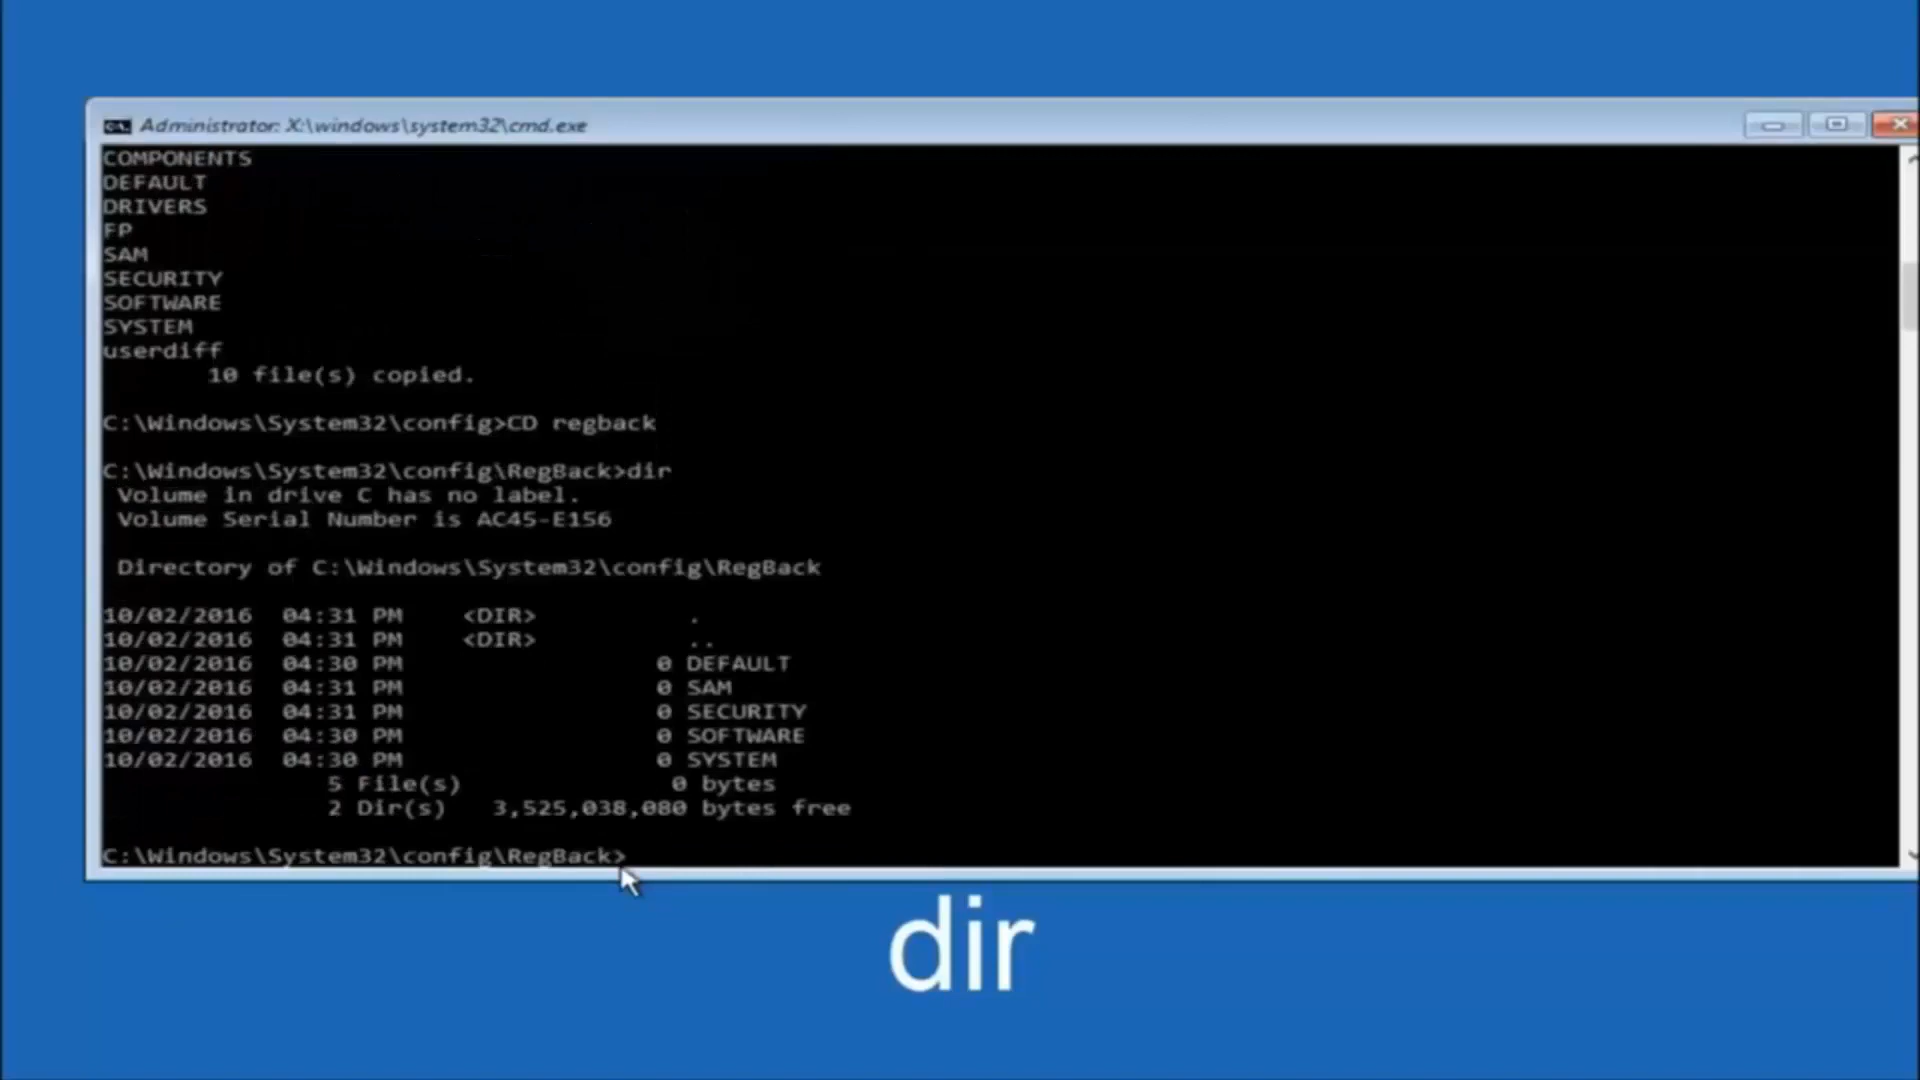 Administrator: X:\windows\system32\cmd.exe
COMPONENTS
DEFAULT
DRIVERS
FP
SAM
SECURITY
SOFTWARE
SYSTEM
userdiff
10 file(s) copied.
C:\Windows\System32\config>CD regback
C:\Windows\System32\config\RegBack>dir
Volume in drive C has no label.
Volume Serial Number is AC45-E156
Directory of C:\Windows\System32\config\RegBack
10/02/2016 04:31 PM <DIR> .
10/02/2016 04:31 PM <DIR> ..
10/02/2016 04:30 PM 0 DEFAULT
10/02/2016 04:31 PM 0 SAM
10/02/2016 04:31 PM 0 SECURITY
10/02/2016 04:30 PM 0 SOFTWARE
10/02/2016 04:30 PM 0 SYSTEM
5 File(s) 0 bytes
2 Dir(s) 3,525,038,080 bytes free
C:\Windows\System32\config\RegBack>
dir